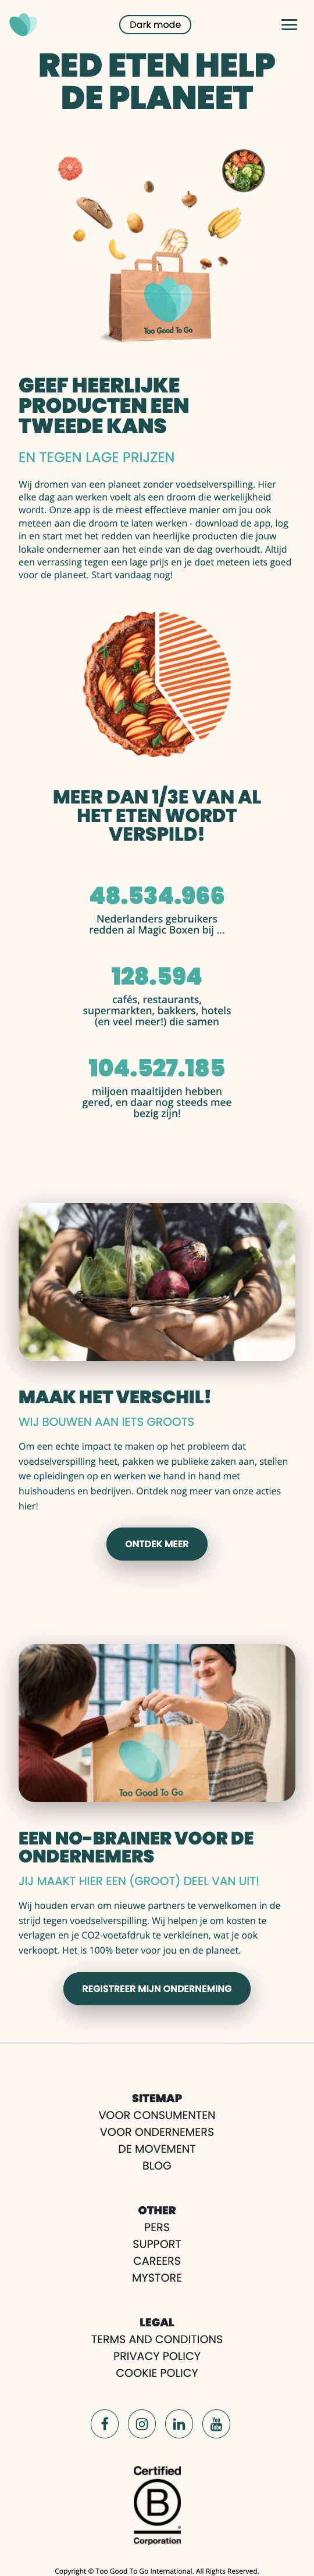 Dark mode
RED ETEN HELP
DE PLANEET
Too Good To Go
GEEF HEERLIJKE
PRODUCTEN EEN
TWEEDE KANS
EN TEGEN LAGE PRIJZEN
Wij dromen van een planeet zonder voedselverspilling. Hier
elke dag aan werken voelt als een droom die werkelijkheid
wordt. Onze app is de meest effectieve manier om jou ook
meteen aan die droom te laten werken - download de app, log
in en start met het redden van heerlijke producten die jouw
lokale ondernemer aan het einde van de dag overhoudt. Altijd
een verrassing tegen een lage prijs en je doet meteen iets goed
voor de planeet. Start vandaag nog!
MEER DAN 1/3E VAN AL
HET ETEN WORDT
VERSPILD!
48.534.966
Nederlanders gebruikers
redden al Magic Boxen bij ...
128.594
cafés, restaurants,
supermarkten, bakkers, hotels
(en veel meer!) die samen
104.527.185
miljoen maaltijden hebben
gered, en daar nog steeds mee
bezig zijn!
MAAK HET VERSCHIL!
WIJ BOUWEN AAN IETS GROOTS
Om een echte impact te maken op het probleem dat
voedselverspilling heet, pakken we publieke zaken aan, stellen
we opleidingen op en werken we hand in hand met
huishoudens en bedrijven. Ontdek nog meer van onze acties
hier!
ONTDEK MEER
Too Good To Go
EEN NO-BRAINER VOOR DE
ONDERNEMERS
JIJ MAAKT HIER EEN (GROOT) DEEL VAN UIT!
Wij houden ervan om nieuwe partners te verwelkomen in de
strijd tegen voedselverspilling. Wij helpen je om kosten te
verlagen en je CO2-voetafdruk te verkleinen, wat je ook
verkoopt. Het is 100% beter voor jou en de planeet.
REGISTREER MIJN ONDERNEMING
SITEMAP
VOOR CONSUMENTEN
VOOR ONDERNEMERS
DE MOVEMENT
BLOG
OTHER
PERS
SUPPORT
CAREERS
MYSTORE
LEGAL
TERMS AND CONDITIONS
PRIVACY POLICY
COOKIE POLICY
f
in
You Tube
Certified
B
®
Corporation
Copyright © Too Good To Go International. All Rights Reserved.